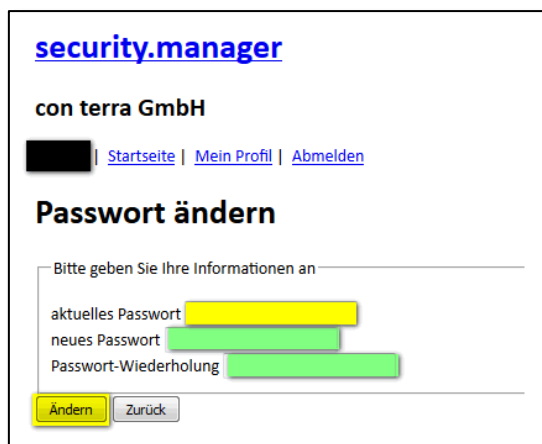 security.manager
con terra GmbH
| Startseite | Mein Profil | Abmelden
Passwort ändern
Bitte geben Sie Ihre Informationen an
aktuelles Passwort
neues Passwort
Passwort-Wiederholung
Ändern Zurück